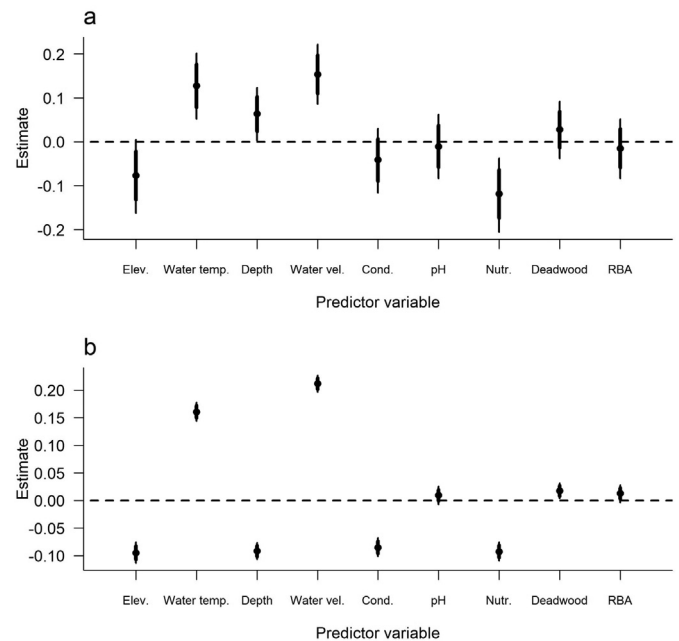 a
0.2
0.1
0.0
-0.1
-0.2
Estimate
Elev. Water temp. Depth Water vel. Cond. pH Nutr. Deadwood RBA
Predictor variable
b
0.20
0.15
0.10
0.05
0.00
-0.05
-0.10
Estimate
Elev. Water temp. Depth Water vel. Cond. pH Nutr. Deadwood RBA
Predictor variable